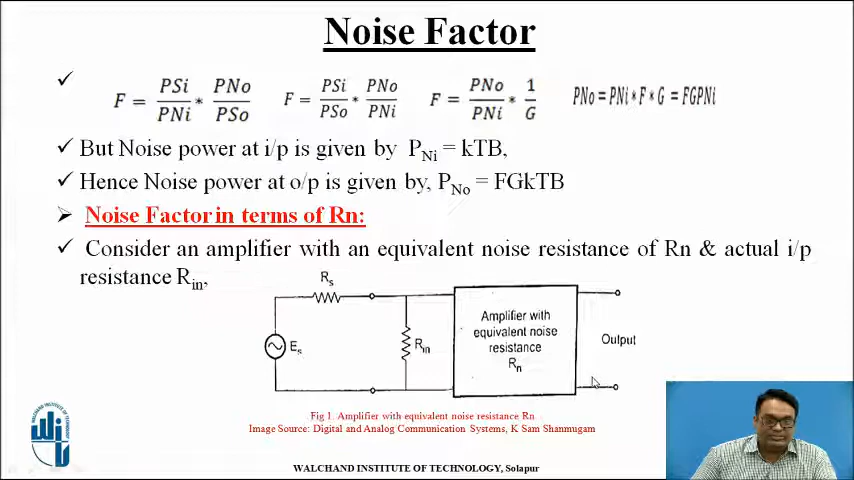 Noise Factor
✓ F = PSi/PNi * PNo/PSo F = PSi/PSo * PNo/PNi F = PNo/PNi * 1/G PNo = PNi * F * G = FGPNi
✓ But Noise power at i/p is given by P_Ni = kTB,
✓ Hence Noise power at o/p is given by, P_No = FGkTB
➢ Noise Factor in terms of Rn:
✓ Consider an amplifier with an equivalent noise resistance of Rn & actual i/p
resistance R_in,
R_s
E_s
R_in
Amplifier with
equivalent noise
resistance
R_n
Output
Fig 1. Amplifier with equivalent noise resistance Rn
Image Source: Digital and Analog Communication Systems, K Sam Shanmugam
WALCHAND INSTITUTE OF TECHNOLOGY, Solapur